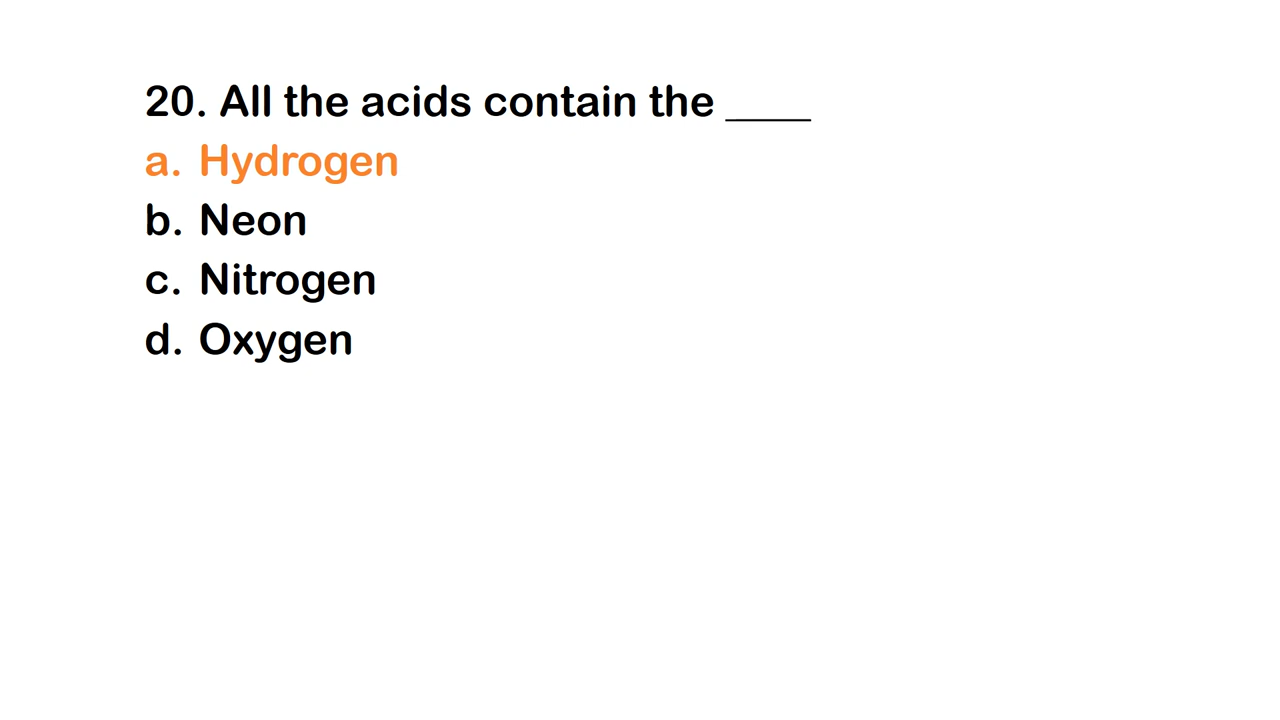 20. All the acids contain the ____
a. Hydrogen
b. Neon
c. Nitrogen
d. Oxygen